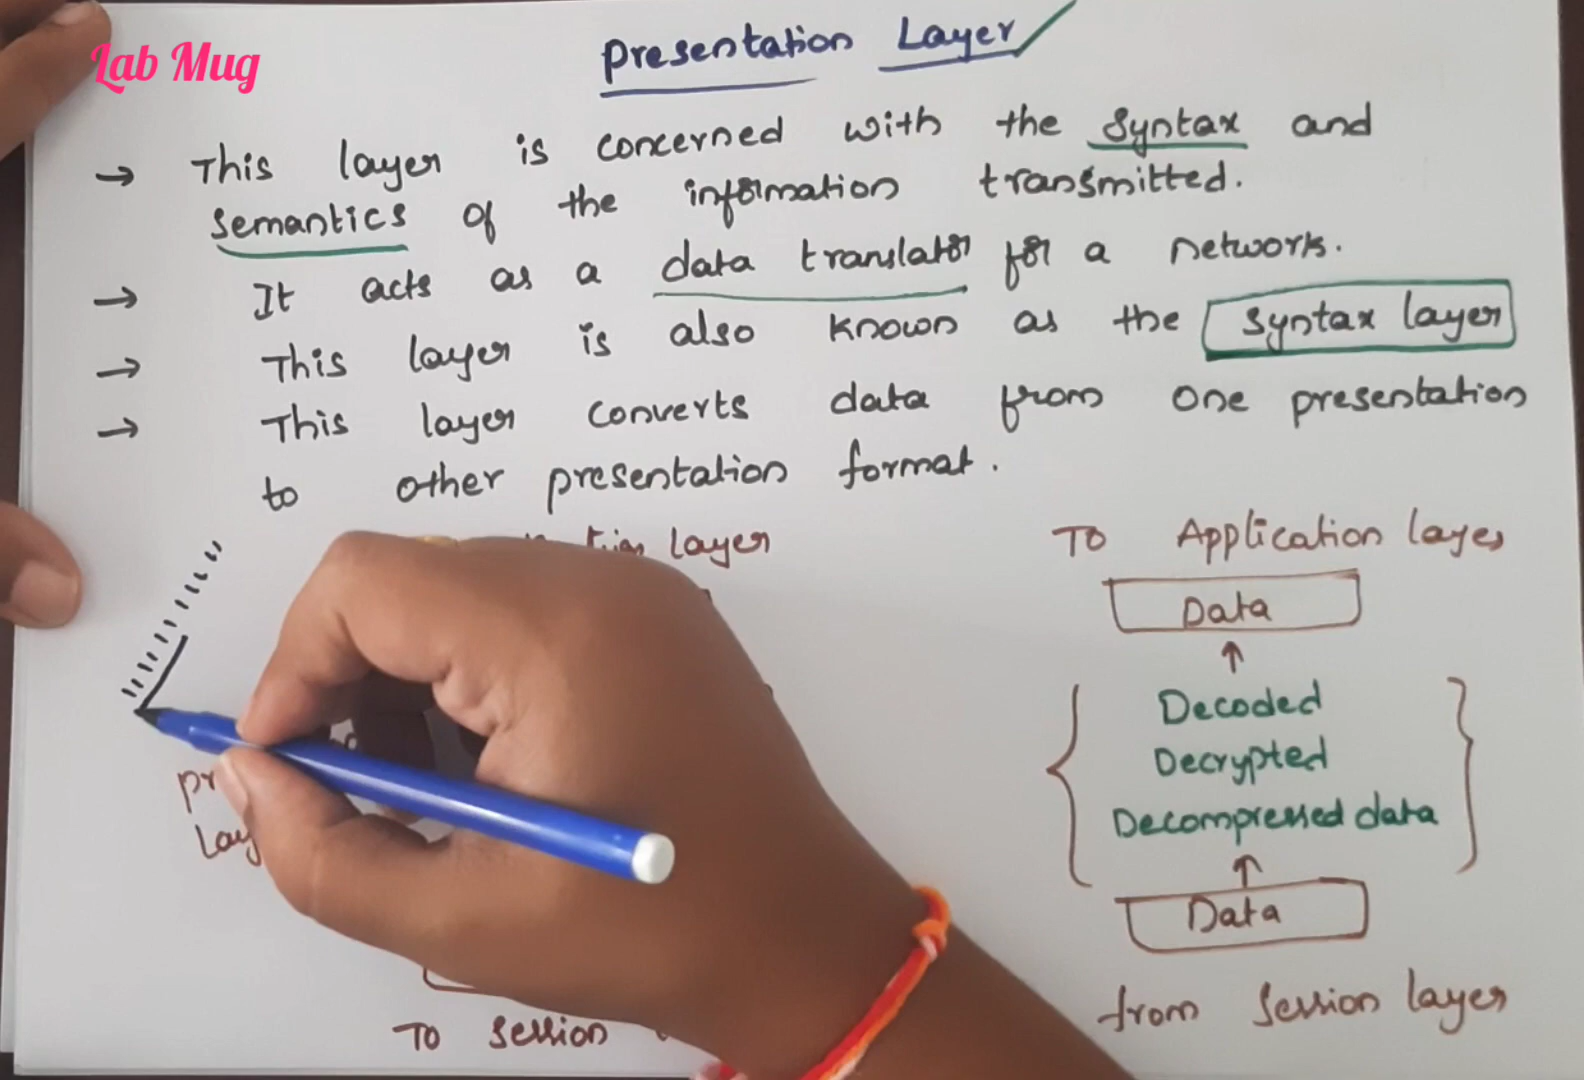 Lab Mug
Presentation Layer
→ This layer is concerned with the syntax and
semantics of the information transmitted.
→ It acts as a data translator for a network.
→ This layer is also known as the syntax layer
→ This layer converts data from one presentation
to other presentation format.
layer
To Application layer
Data
Decoded
Decrypted
Decompressed data
Data
from session layer
To session